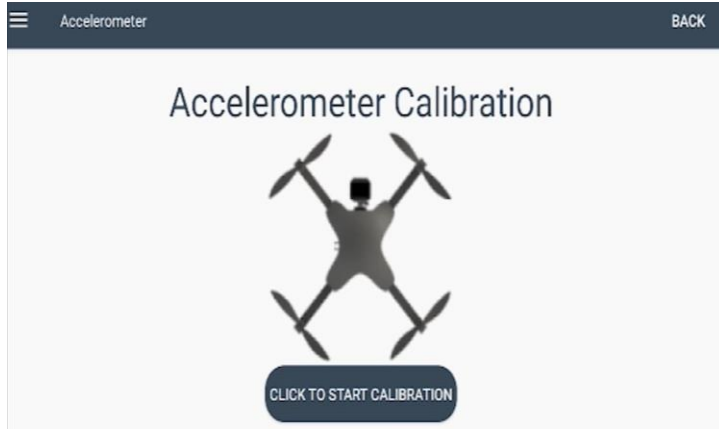 Accelerometer
BACK
Accelerometer Calibration
CLICK TO START CALIBRATION